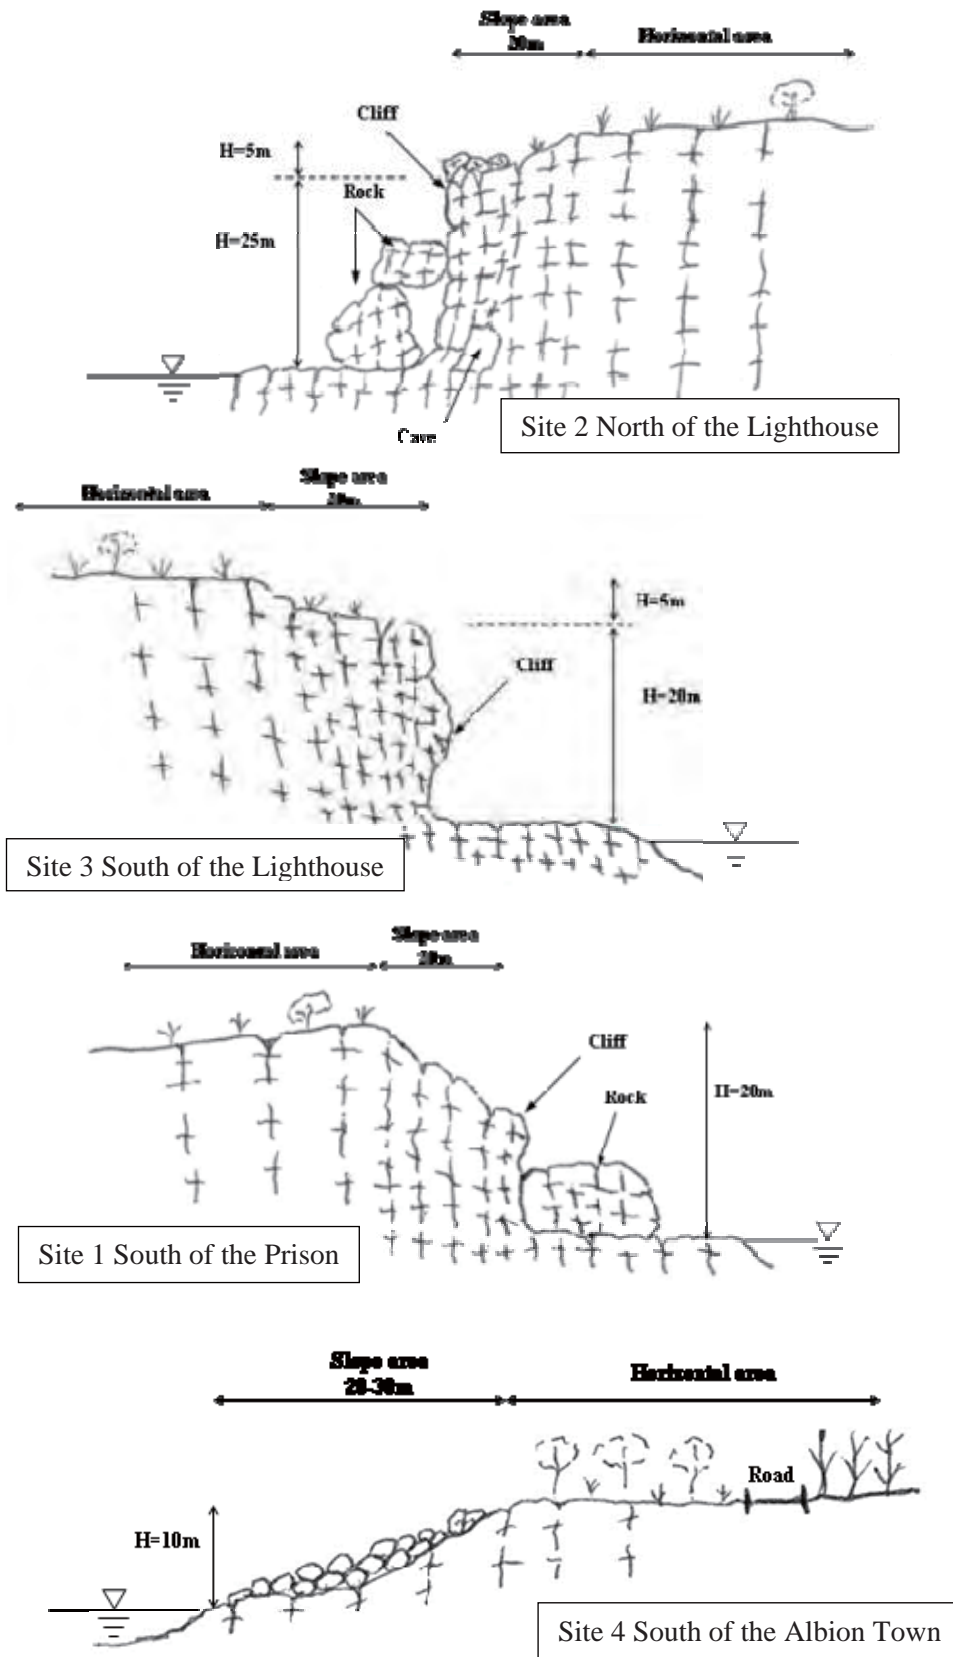 Slope area
20m
Horizontal area
Cliff
H=5m
Rock
H=25m
Cave
Site 2 North of the Lighthouse
Slope area
Horizontal area
20m
H=5m
Cliff
H=20m
Site 3 South of the Lighthouse
Slope area
Horizontal area
20m
Cliff
Rock
H=20m
Site 1 South of the Prison
Slope area
20-30m
Horizontal area
Road
H=10m
Site 4 South of the Albion Town